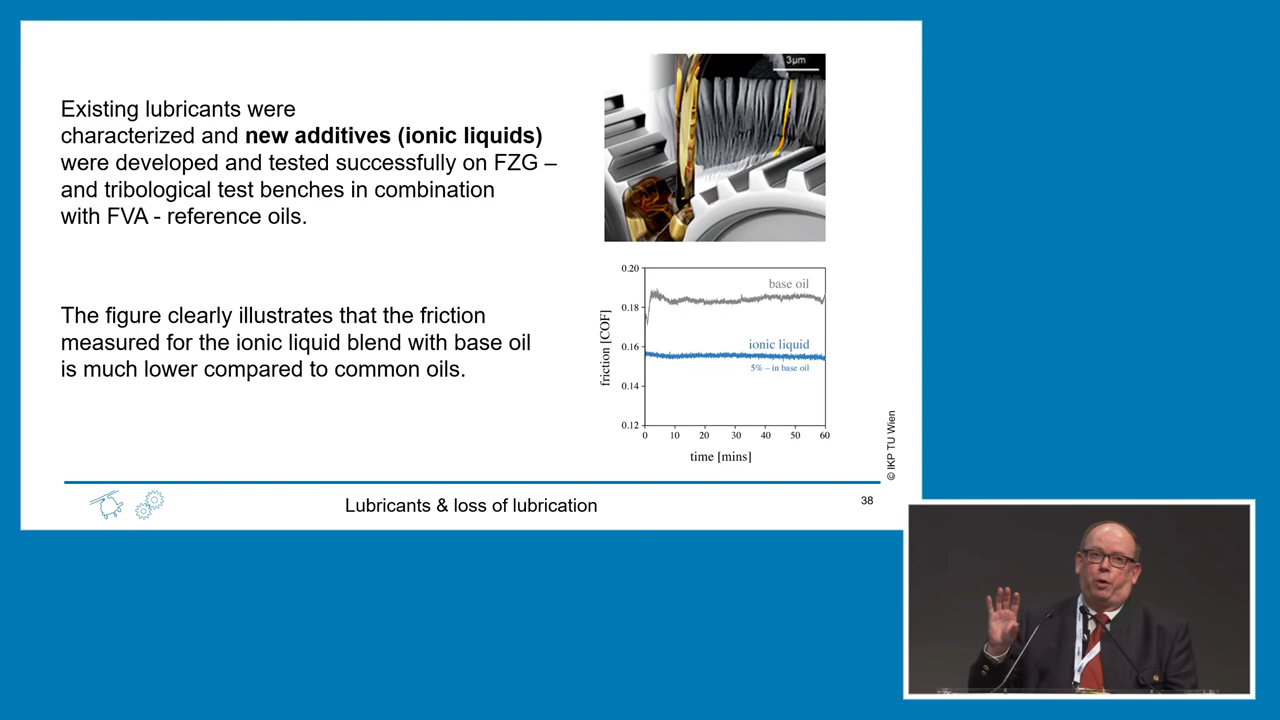 Existing lubricants were
characterized and new additives (ionic liquids)
were developed and tested successfully on FZG –
and tribological test benches in combination
with FVA - reference oils.
The figure clearly illustrates that the friction
measured for the ionic liquid blend with base oil
is much lower compared to common oils.
3μm
0.20
0.18
0.16
0.14
0.12
friction [COF]
base oil
ionic liquid
5% – in base oil
0 10 20 30 40 50 60
time [mins]
© IKP TU Wien
Lubricants & loss of lubrication
38